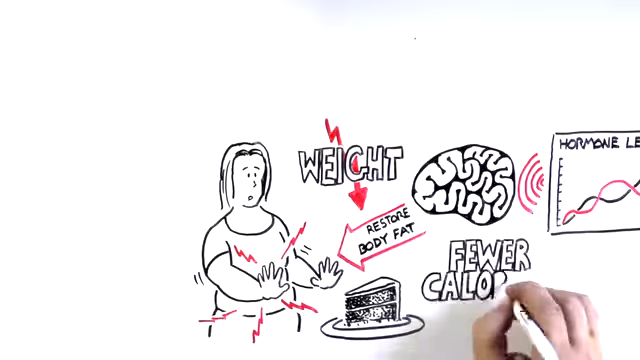 WEIGHT
RESTORE
BODY FAT
HORMONE LE
FEWER
CALOR